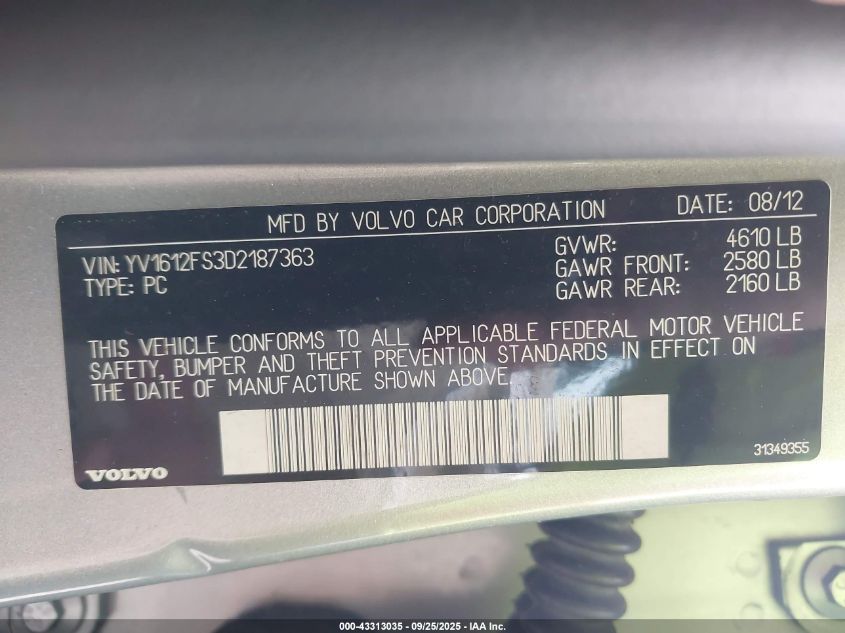 MFD BY VOLVO CAR CORPORATION DATE: 08/12
VIN: YV1612FS3D2187363 GVWR: 4610 LB
TYPE: PC GAWR FRONT: 2580 LB
GAWR REAR: 2160 LB
THIS VEHICLE CONFORMS TO ALL APPLICABLE FEDERAL MOTOR VEHICLE
SAFETY, BUMPER AND THEFT PREVENTION STANDARDS IN EFFECT ON
THE DATE OF MANUFACTURE SHOWN ABOVE.
VOLVO 31349355
000-43313035 - 09/25/2025 - IAA Inc.